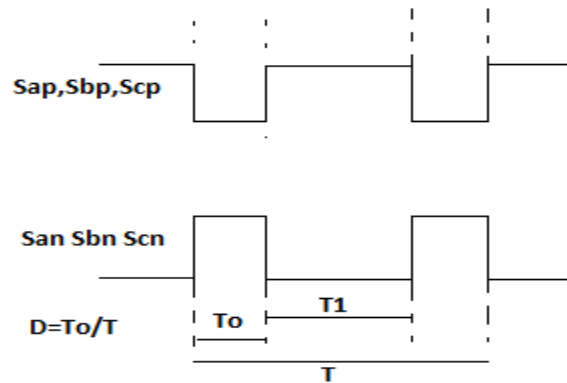 Sap,Sbp,Scp
San Sbn Scn
T1
D=To/T
To
T